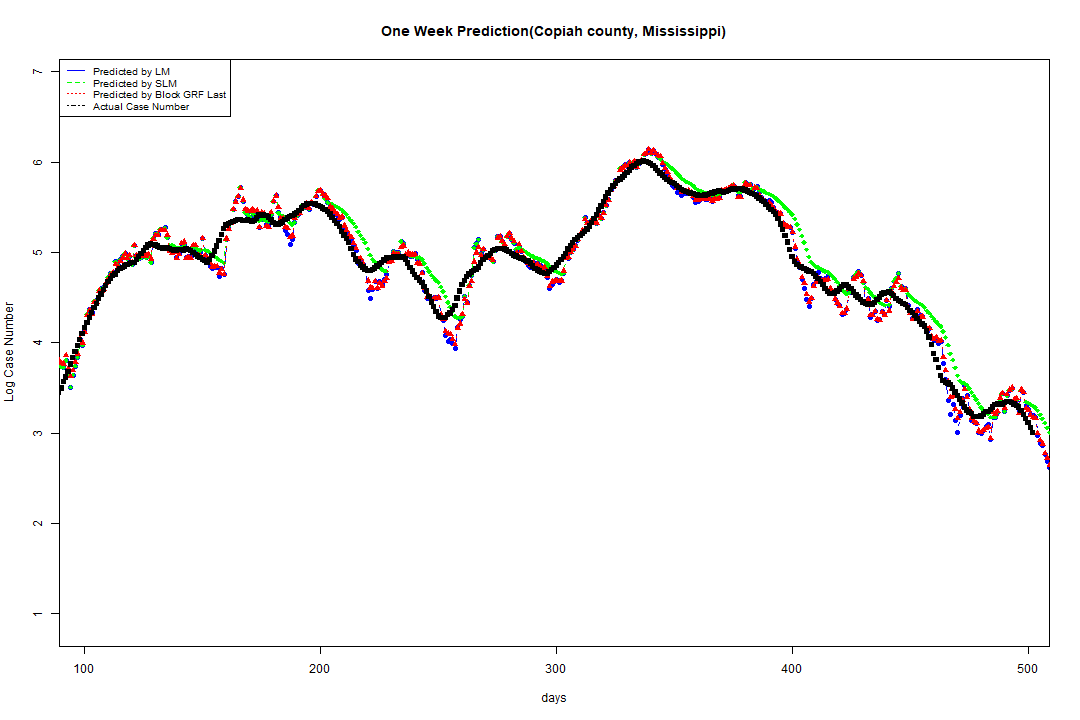 One Week Prediction(Copiah county, Mississippi)
Predicted by LM
Predicted by SLM
Predicted by Block GRF Last
Actual Case Number
7
6
5
4
3
2
1
Log Case Number
100 200 300 400 500
days